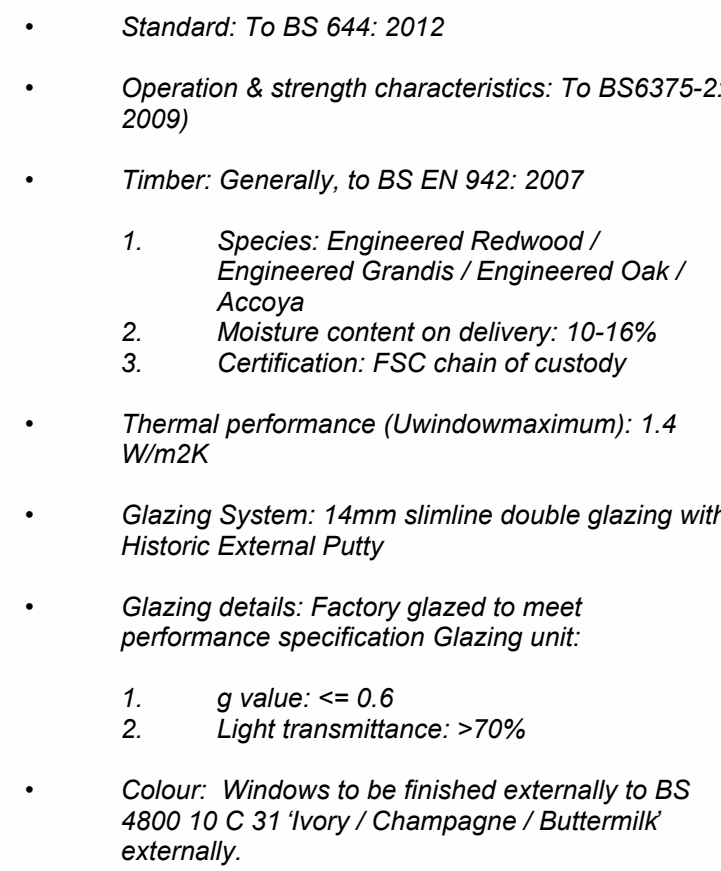 • Standard: To BS 644: 2012
• Operation & strength characteristics: To BS6375-2:
2009)
• Timber: Generally, to BS EN 942: 2007
1. Species: Engineered Redwood /
Engineered Grandis / Engineered Oak /
Accoya
2. Moisture content on delivery: 10-16%
3. Certification: FSC chain of custody
• Thermal performance (Uwindowmaximum): 1.4
W/m2K
• Glazing System: 14mm slimline double glazing with
Historic External Putty
• Glazing details: Factory glazed to meet
performance specification Glazing unit:
1. g value: <= 0.6
2. Light transmittance: >70%
• Colour: Windows to be finished externally to BS
4800 10 C 31 ‘Ivory / Champagne / Buttermilk’
externally.